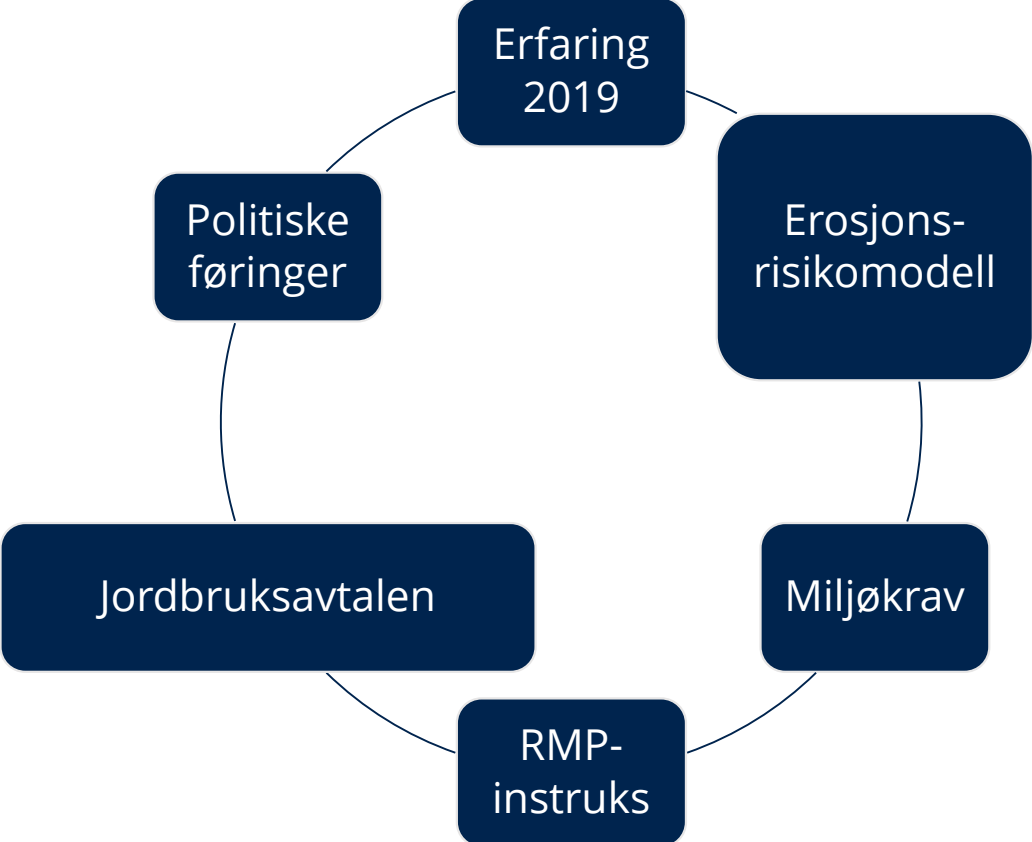 Erfaring
2019
Erosjons-
risikomodell
Miljøkrav
RMP-
instruks
Jordbruksavtalen
Politiske
føringer